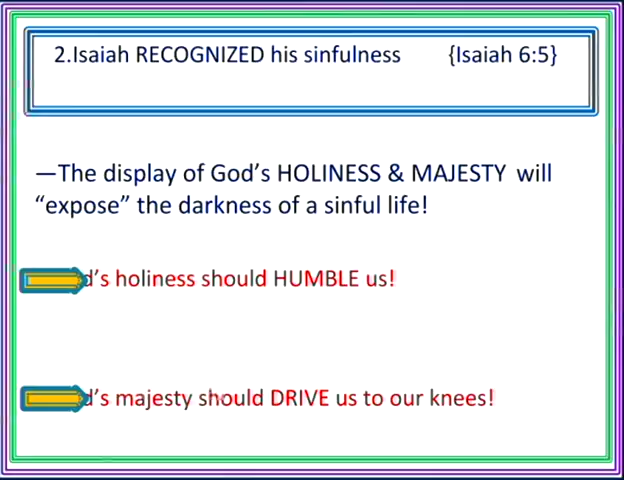 2.Isaiah RECOGNIZED his sinfulness {Isaiah 6:5}
—The display of God's HOLINESS & MAJESTY will
“expose” the darkness of a sinful life!
d's holiness should HUMBLE us!
d's majesty should DRIVE us to our knees!